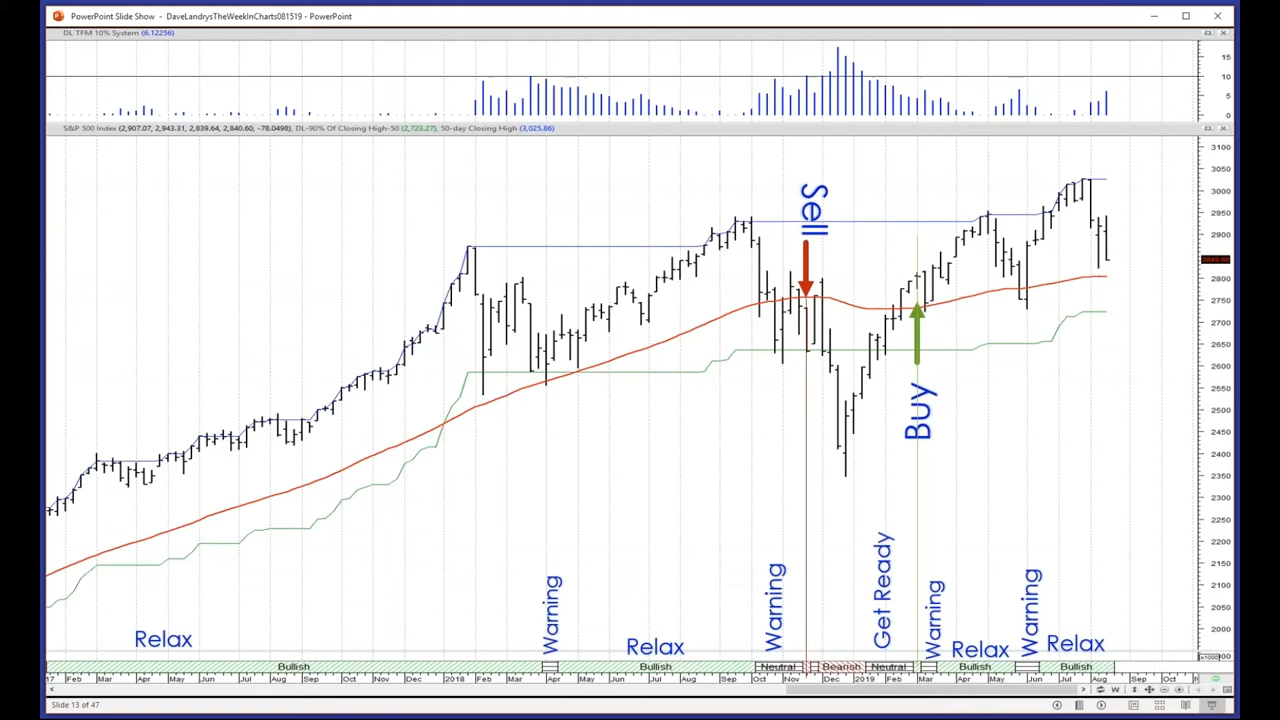 PowerPoint Slide Show - DaveLandrysTheWeekInCharts081519 - PowerPoint
DL TFM 10% System (6.12256)
15
10
5
0
S&P 500 Index (2,907.07, 2,943.31, 2,839.64, 2,840.60, -78.0498), DL-90% Of Closing High-50 (2,723.27), 50-day Closing High (3,025.86)
3100
3050
3000
2950
2900
2840.60
2800
2750
2700
2650
2600
2550
2500
2450
2400
2350
2300
2250
2200
2150
2100
2050
2000
Sell
Buy
Relax
Warning
Relax
Warning
Get Ready
Warning
Relax
Warning
Relax
Bullish
Bullish
Neutral
Bearish
Neutral
Bullish
Bullish
x1000
17 Feb Mar Apr May Jun Jul Aug Sep Oct Nov Dec 2018 Feb Mar Apr May Jun Jul Aug Sep Oct Nov Dec 2019 Feb Mar Apr May Jun Jul Aug Sep Oct
Slide 13 of 47